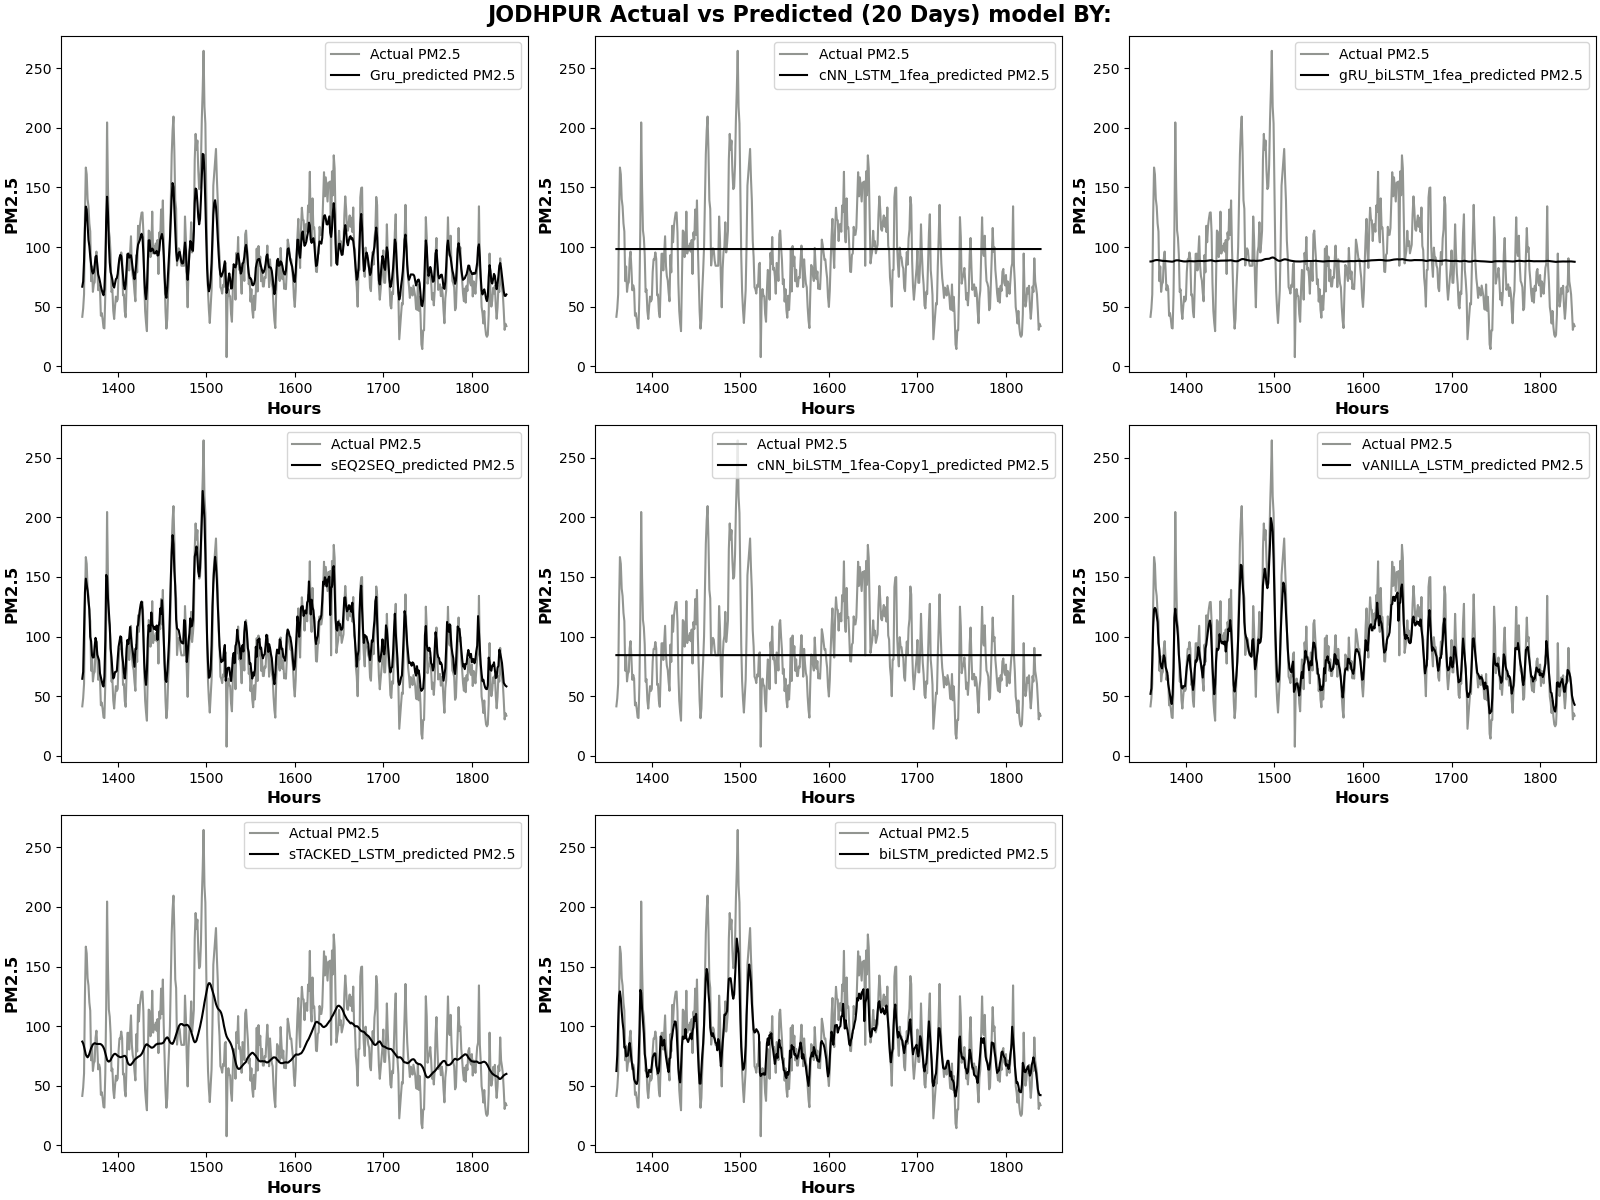 JODHPUR Actual vs Predicted (20 Days) model BY:
Actual PM2.5
Gru_predicted PM2.5
250
200
150
100
50
0
PM2.5
1400 1500 1600 1700 1800
Hours
Actual PM2.5
cNN_LSTM_1fea_predicted PM2.5
250
200
150
100
50
0
PM2.5
1400 1500 1600 1700 1800
Hours
Actual PM2.5
gRU_biLSTM_1fea_predicted PM2.5
250
200
150
100
50
0
PM2.5
1400 1500 1600 1700 1800
Hours
Actual PM2.5
sEQ2SEQ_predicted PM2.5
250
200
150
100
50
0
PM2.5
1400 1500 1600 1700 1800
Hours
Actual PM2.5
cNN_biLSTM_1fea-Copy1_predicted PM2.5
250
200
150
100
50
0
PM2.5
1400 1500 1600 1700 1800
Hours
Actual PM2.5
vANILLA_LSTM_predicted PM2.5
250
200
150
100
50
0
PM2.5
1400 1500 1600 1700 1800
Hours
Actual PM2.5
sTACKED_LSTM_predicted PM2.5
250
200
150
100
50
0
PM2.5
1400 1500 1600 1700 1800
Hours
Actual PM2.5
biLSTM_predicted PM2.5
250
200
150
100
50
0
PM2.5
1400 1500 1600 1700 1800
Hours